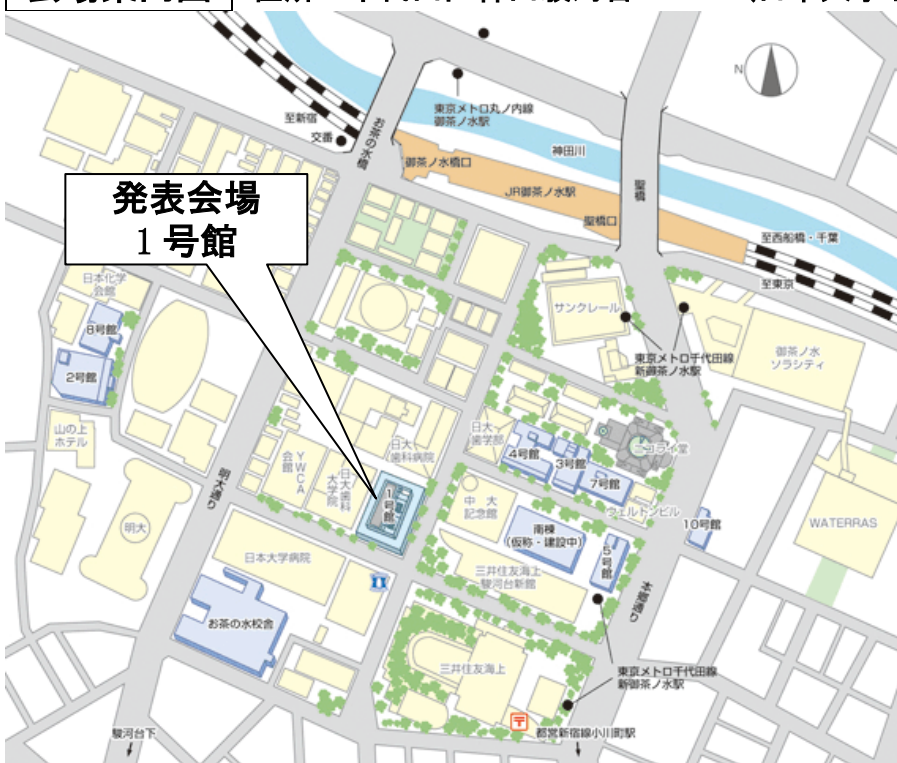 N
東京メトロ丸ノ内線
御茶ノ水駅
至新宿
交番
お茶の水橋
神田川
御茶ノ水橋口
JR御茶ノ水駅
聖橋
聖橋口
至西船橋・千葉
至東京
発表会場
1号館
日本化学
会館
8号館
2号館
サンクレール
東京メトロ千代田線
新御茶ノ水駅
御茶ノ水
ソラシティ
山の上
ホテル
明大通り
明大
YWCA
会館
日大歯科
大学院
日大
歯科病院
1号館
日大
歯学部
4号館
3号館
7号館
ニコライ堂
ウェルトンビル
中大
記念館
南棟
(仮称・建設中)
5号館
10号館
WATERRAS
日本大学病院
三井住友海上
駿河台新館
本郷通り
お茶の水校舎
三井住友海上
東京メトロ千代田線
新御茶ノ水駅
駿河台下
都営新宿線小川町駅